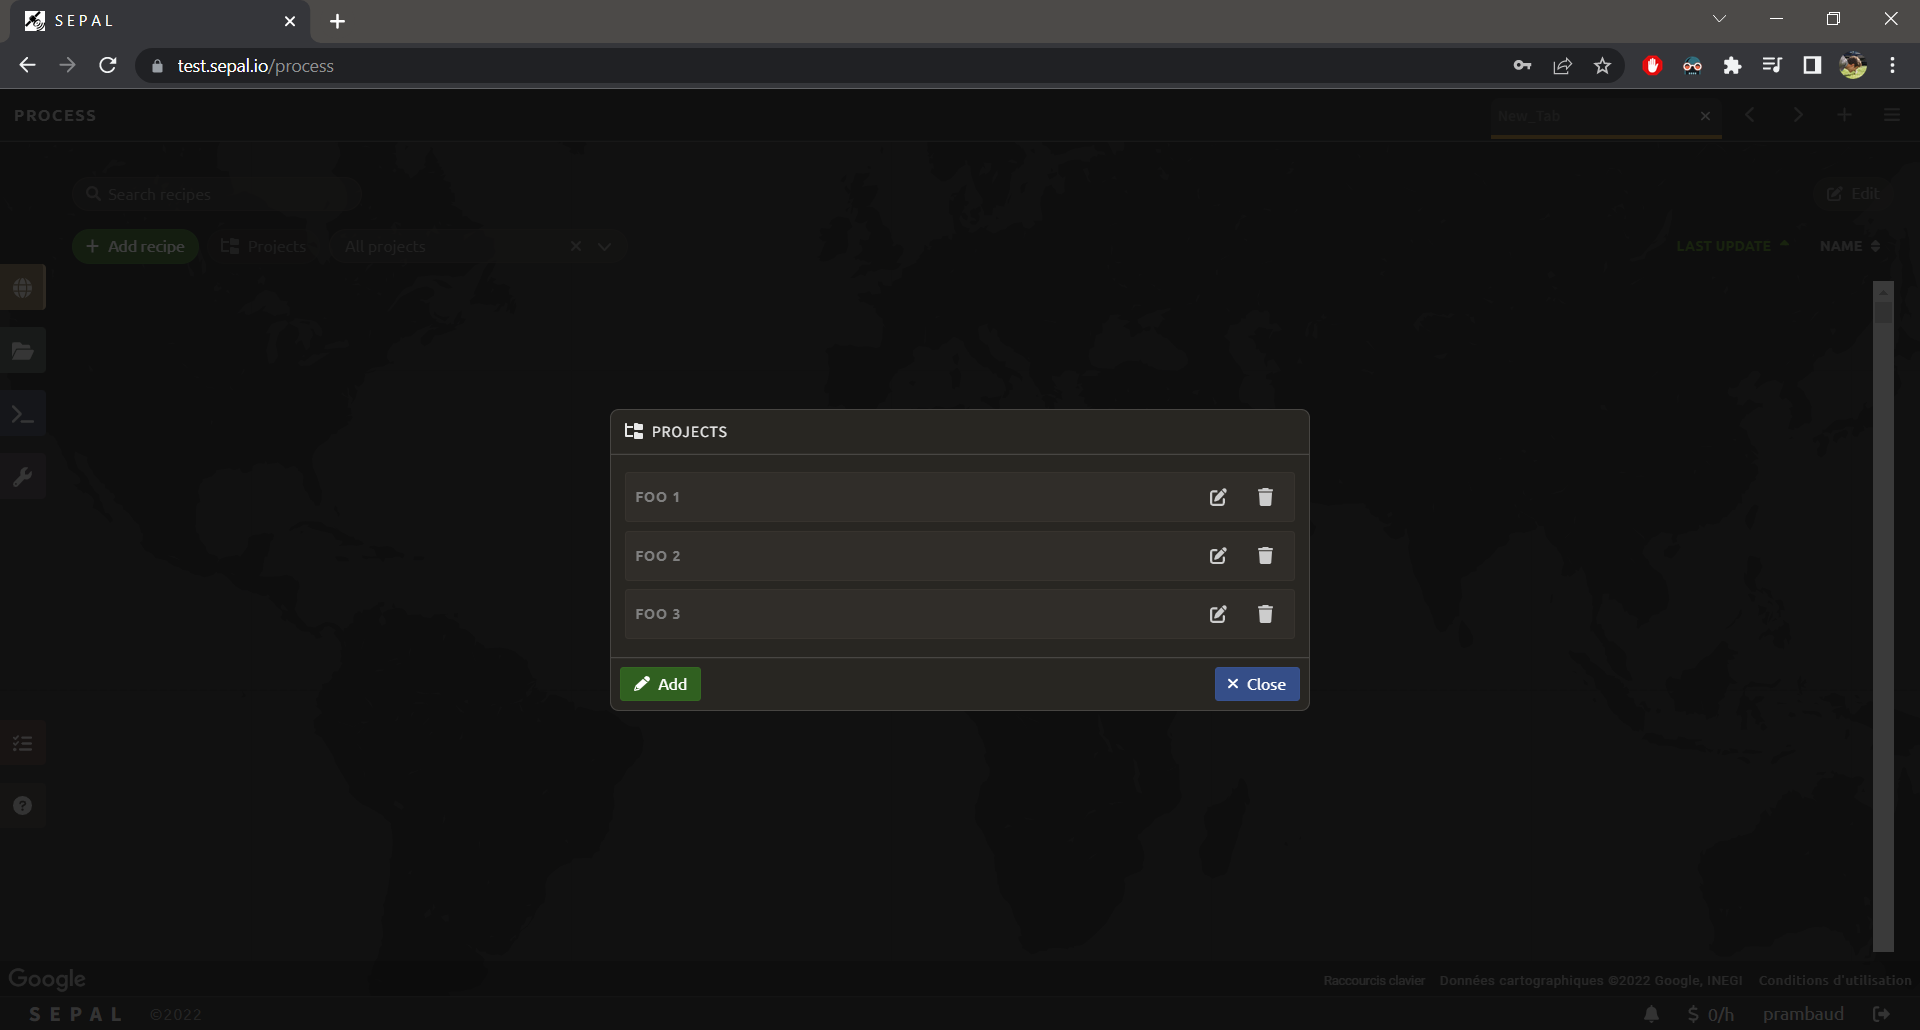 SEPAL
test.sepal.io/process
PROCESS
New_Tab
Search recipes
Edit
Add recipe
Projects
All projects
LAST UPDATE
NAME
PROJECTS
FOO 1
FOO 2
FOO 3
Add
Close
Google
Raccourcis clavier
Données cartographiques ©2022 Google, INEGI
Conditions d'utilisation
SEPAL
©2022
$ 0/h
prambaud